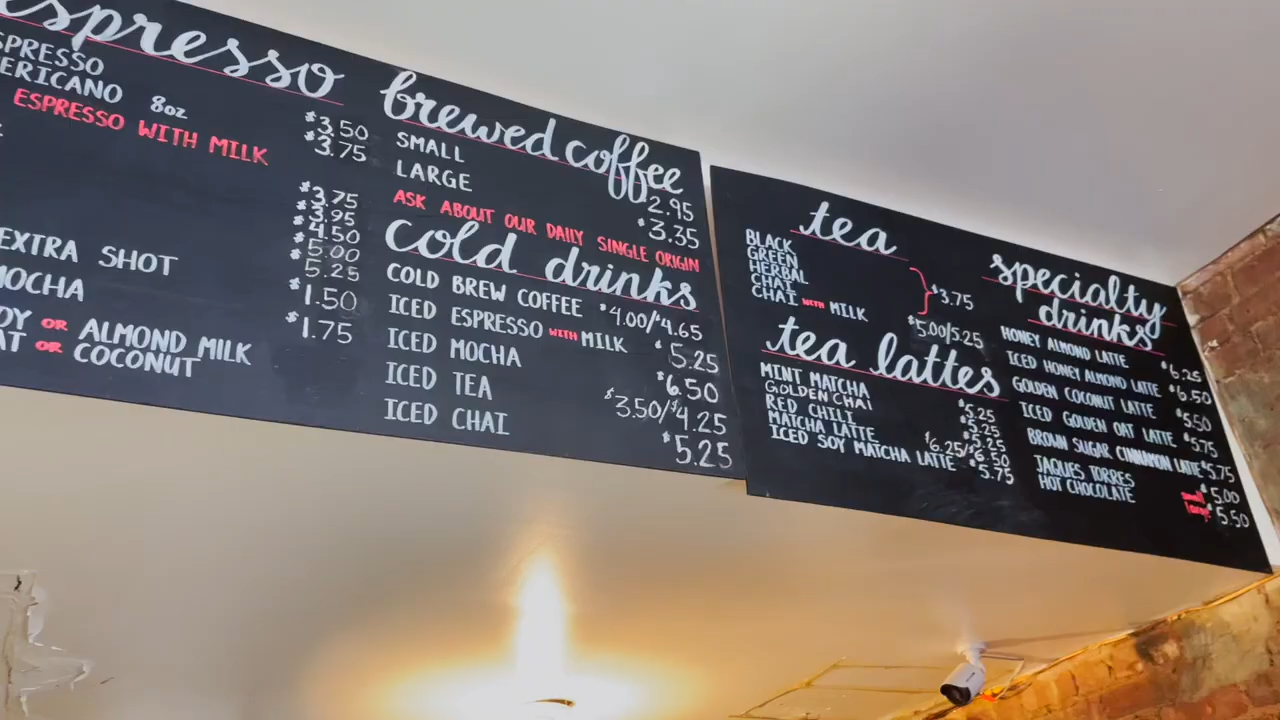 espresso
SPRESSO $3.50
ERICANO 8oz $3.75
ESPRESSO WITH MILK
$3.75
$3.95
$4.50
5.00
5.25
EXTRA SHOT $1.50
MOCHA $1.75
OY OR ALMOND MILK
AT OR COCONUT
brewed coffee
SMALL 2.95
LARGE $3.35
ASK ABOUT OUR DAILY SINGLE ORIGIN
cold drinks
COLD BREW COFFEE $4.00/$4.65
ICED ESPRESSO WITH MILK $5.25
ICED MOCHA $6.50
ICED TEA $3.50/$4.25
ICED CHAI $5.25
tea
BLACK
GREEN
HERBAL
CHAI
$3.75
CHAI WITH MILK $5.00/5.25
tea lattes
MINT MATCHA $5.25
GOLDEN CHAI $5.25
RED CHILI $5.25
MATCHA LATTE $6.25/$6.50
ICED SOY MATCHA LATTE $5.75
specialty
drinks
HONEY ALMOND LATTE $6.25
ICED HONEY ALMOND LATTE $6.50
GOLDEN COCONUT LATTE $5.50
ICED GOLDEN OAT LATTE $5.75
BROWN SUGAR CINNAMON LATTE $5.75
JAQUES TORRES
HOT CHOCOLATE
small $5.00
large $5.50